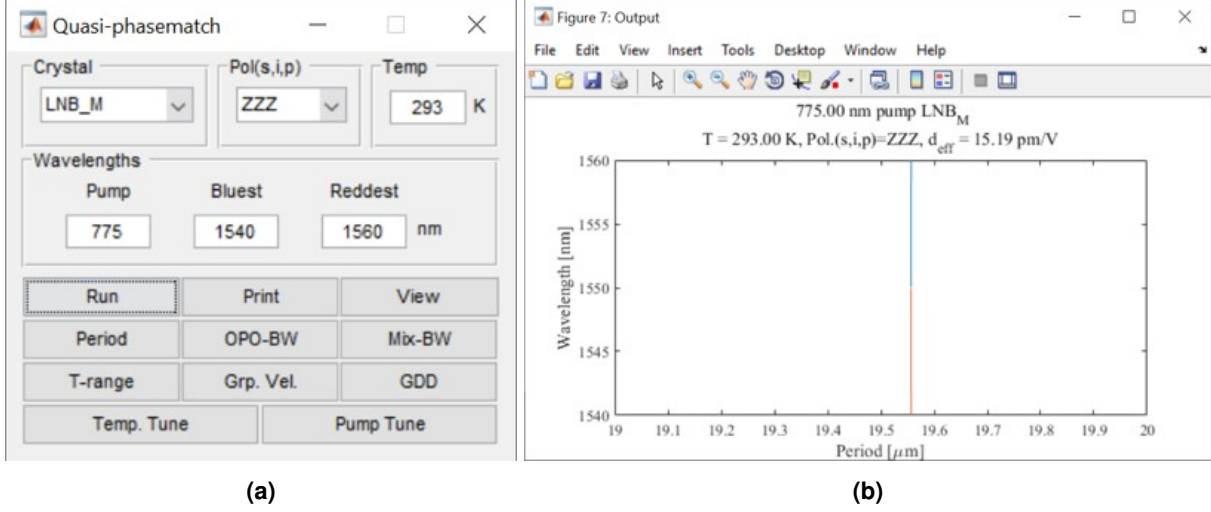 Quasi-phasematch
Crystal Pol(s,i,p) Temp
LNB_M ZZZ 293 K
Wavelengths
Pump Bluest Reddest
775 1540 1560 nm
Run Print View
Period OPO-BW Mix-BW
T-range Grp. Vel. GDD
Temp. Tune Pump Tune
(a)
Figure 7: Output
File Edit View Insert Tools Desktop Window Help
775.00 nm pump LNB_M
T = 293.00 K, Pol.(s,i,p)=ZZZ, d_eff = 15.19 pm/V
Wavelength [nm]
1560
1555
1550
1545
1540
19 19.1 19.2 19.3 19.4 19.5 19.6 19.7 19.8 19.9 20
Period [μm]
(b)